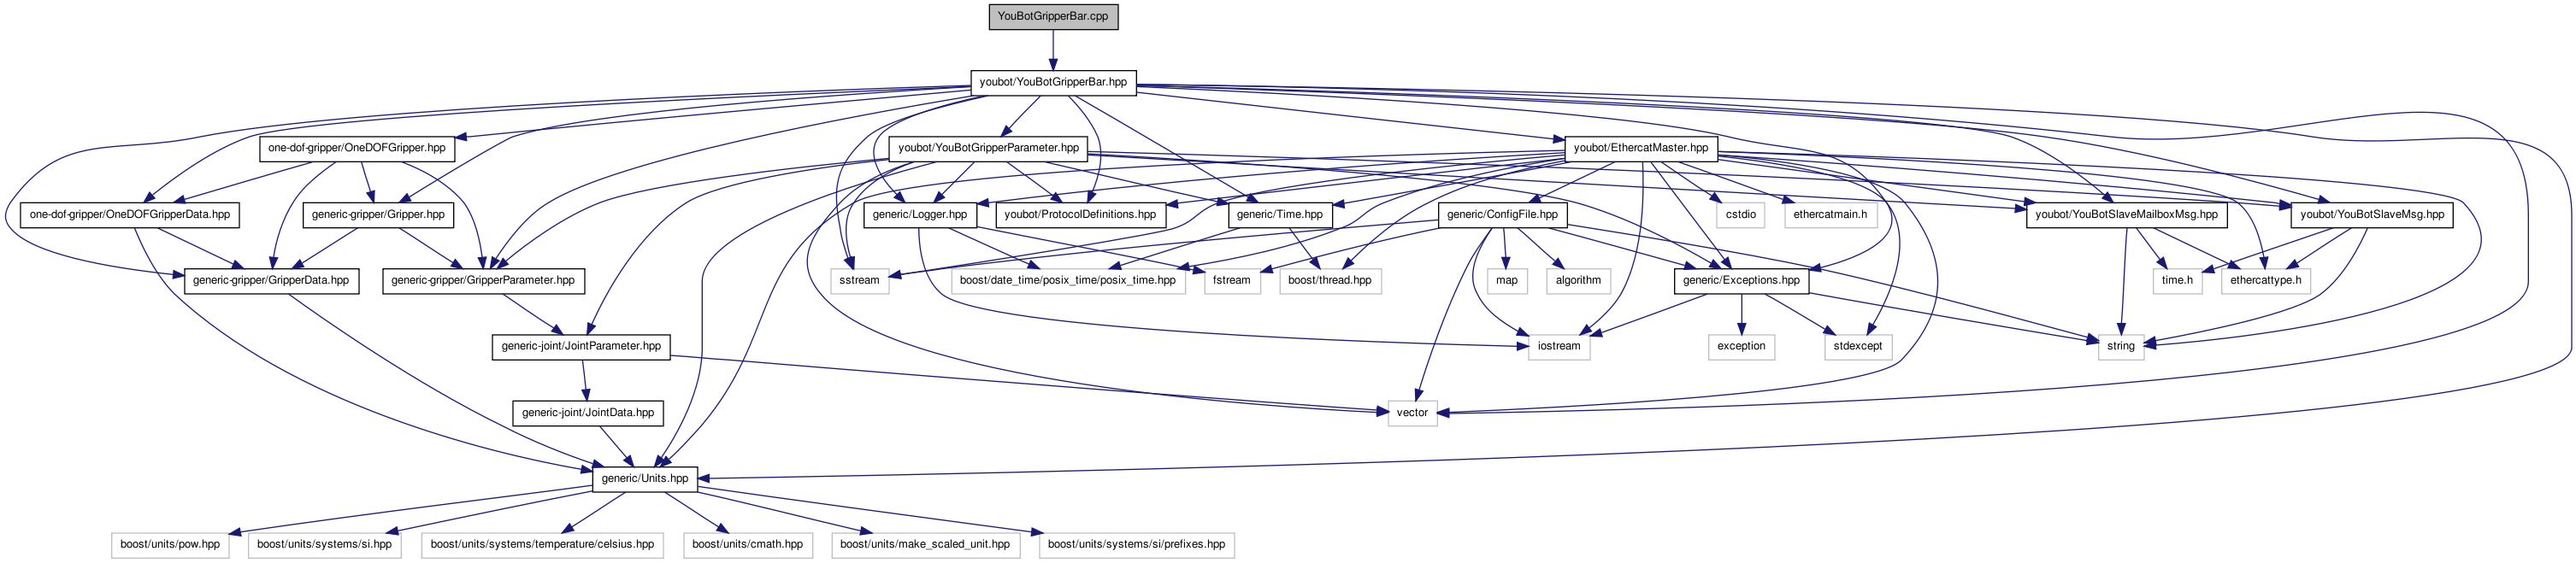 YouBotGripperBar.cpp
youbot/YouBotGripperBar.hpp
one-dof-gripper/OneDOFGripper.hpp
youbot/YouBotGripperParameter.hpp
youbot/EthercatMaster.hpp
one-dof-gripper/OneDOFGripperData.hpp
generic-gripper/Gripper.hpp
generic/Logger.hpp
youbot/ProtocolDefinitions.hpp
generic/Time.hpp
generic/ConfigFile.hpp
cstdio
ethercatmain.h
youbot/YouBotSlaveMailboxMsg.hpp
youbot/YouBotSlaveMsg.hpp
generic-gripper/GripperData.hpp
generic-gripper/GripperParameter.hpp
sstream
boost/date_time/posix_time/posix_time.hpp
fstream
boost/thread.hpp
map
algorithm
generic/Exceptions.hpp
time.h
ethercattype.h
generic-joint/JointParameter.hpp
iostream
exception
stdexcept
string
generic-joint/JointData.hpp
vector
generic/Units.hpp
boost/units/pow.hpp
boost/units/systems/si.hpp
boost/units/systems/temperature/celsius.hpp
boost/units/cmath.hpp
boost/units/make_scaled_unit.hpp
boost/units/systems/si/prefixes.hpp